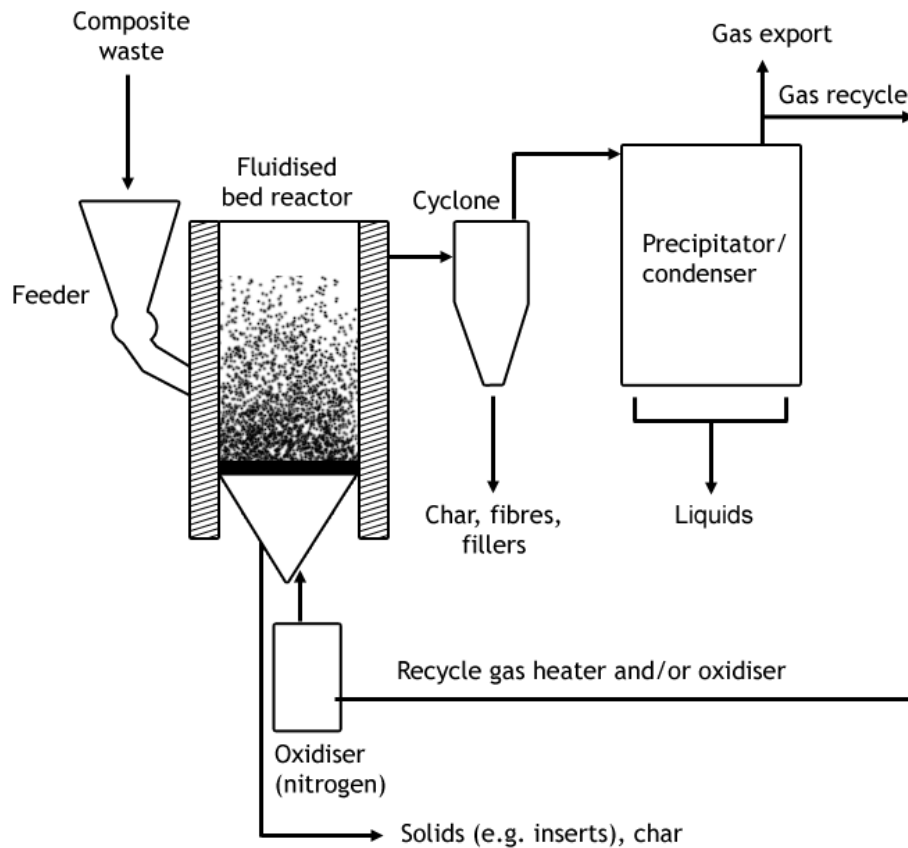 Composite
waste
Gas export
Gas recycle
Fluidised
bed reactor
Cyclone
Precipitator/
condenser
Feeder
Char, fibres,
fillers
Liquids
Recycle gas heater and/or oxidiser
Oxidiser
(nitrogen)
Solids (e.g. inserts), char